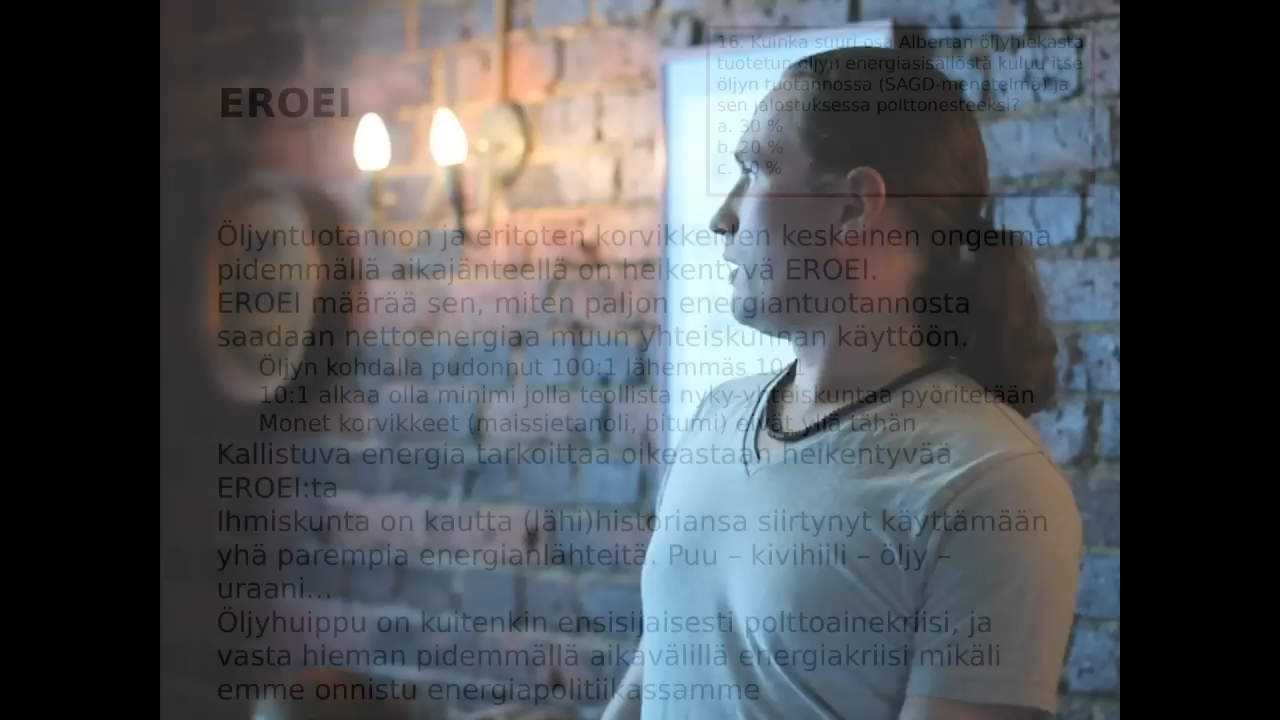 16. Kuinka suuri osa Albertan öljyhiekasta
tuotetun öljyn energiasisällöstä kuluu itse
öljyn tuotannossa (SAGD-menetelmä) ja
sen jalostuksessa polttonesteeksi?
a. 30 %
b. 20 %
c. 10 %
EROEI
Öljyntuotannon ja eritoten korvikkeiden keskeinen ongelma
pidemmällä aikajänteellä on heikentyvä EROEI.
EROEI määrää sen, miten paljon energiantuotannosta
saadaan nettoenergiaa muun yhteiskunnan käyttöön.
Öljyn kohdalla pudonnut 100:1 lähemmäs 10:1
10:1 alkaa olla minimi jolla teollista nyky-yhteiskuntaa pyöritetään
Monet korvikkeet (maissietanoli, bitumi) eivät yllä tähän
Kallistuva energia tarkoittaa oikeastaan heikentyvää
EROEI:ta
Ihmiskunta on kautta (lähi)historiansa siirtynyt käyttämään
yhä parempia energianlähteitä. Puu – kivihiili – öljy –
uraani...
Öljyhuippu on kuitenkin ensisijaisesti polttoainekriisi, ja
vasta hieman pidemmällä aikavälillä energiakriisi mikäli
emme onnistu energiapolitiikassamme